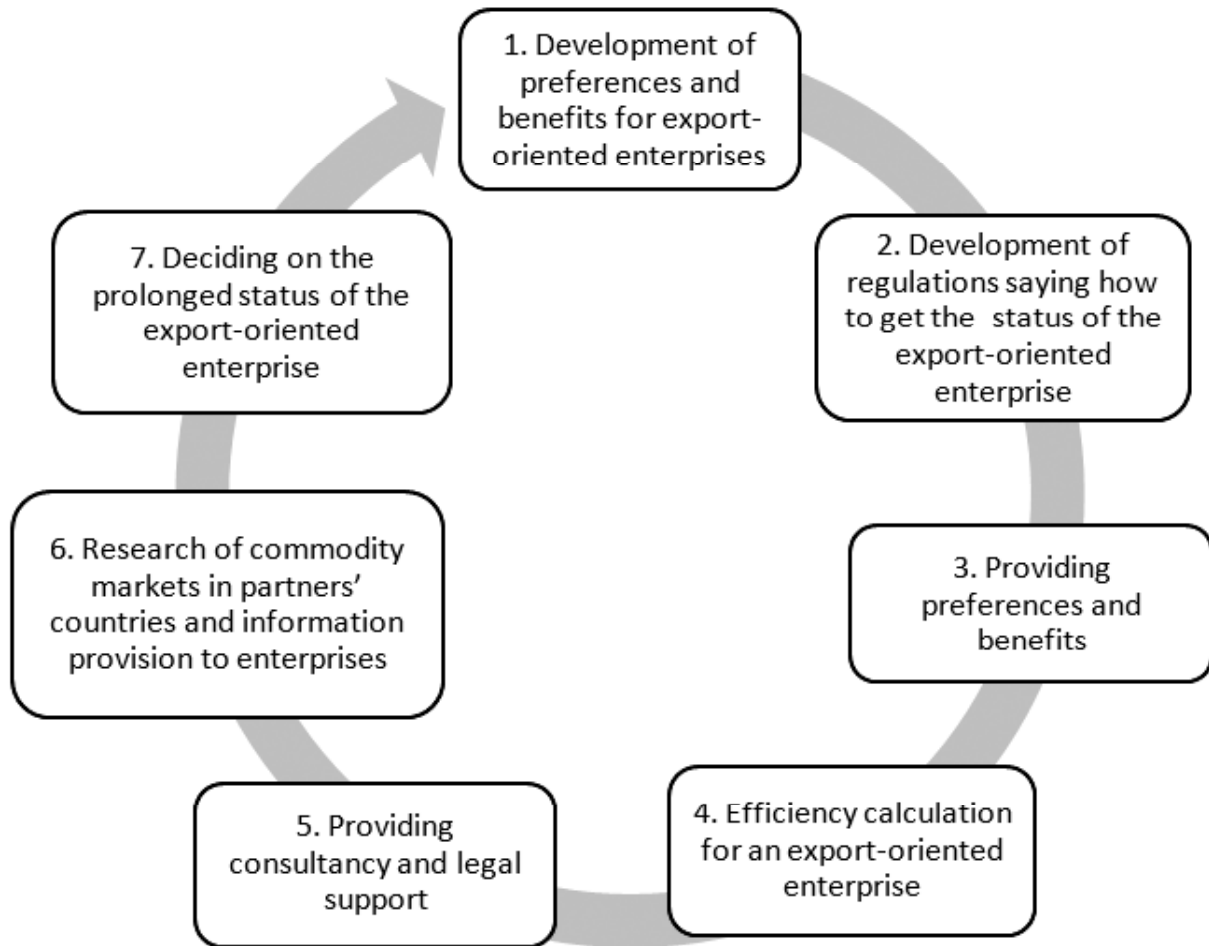 1. Development of
preferences and
benefits for export-
oriented enterprises
2. Development of
regulations saying how
to get the status of the
export-oriented
enterprise
3. Providing
preferences and
benefits
4. Efficiency calculation
for an export-oriented
enterprise
5. Providing
consultancy and legal
support
6. Research of commodity
markets in partners’
countries and information
provision to enterprises
7. Deciding on the
prolonged status of the
export-oriented
enterprise